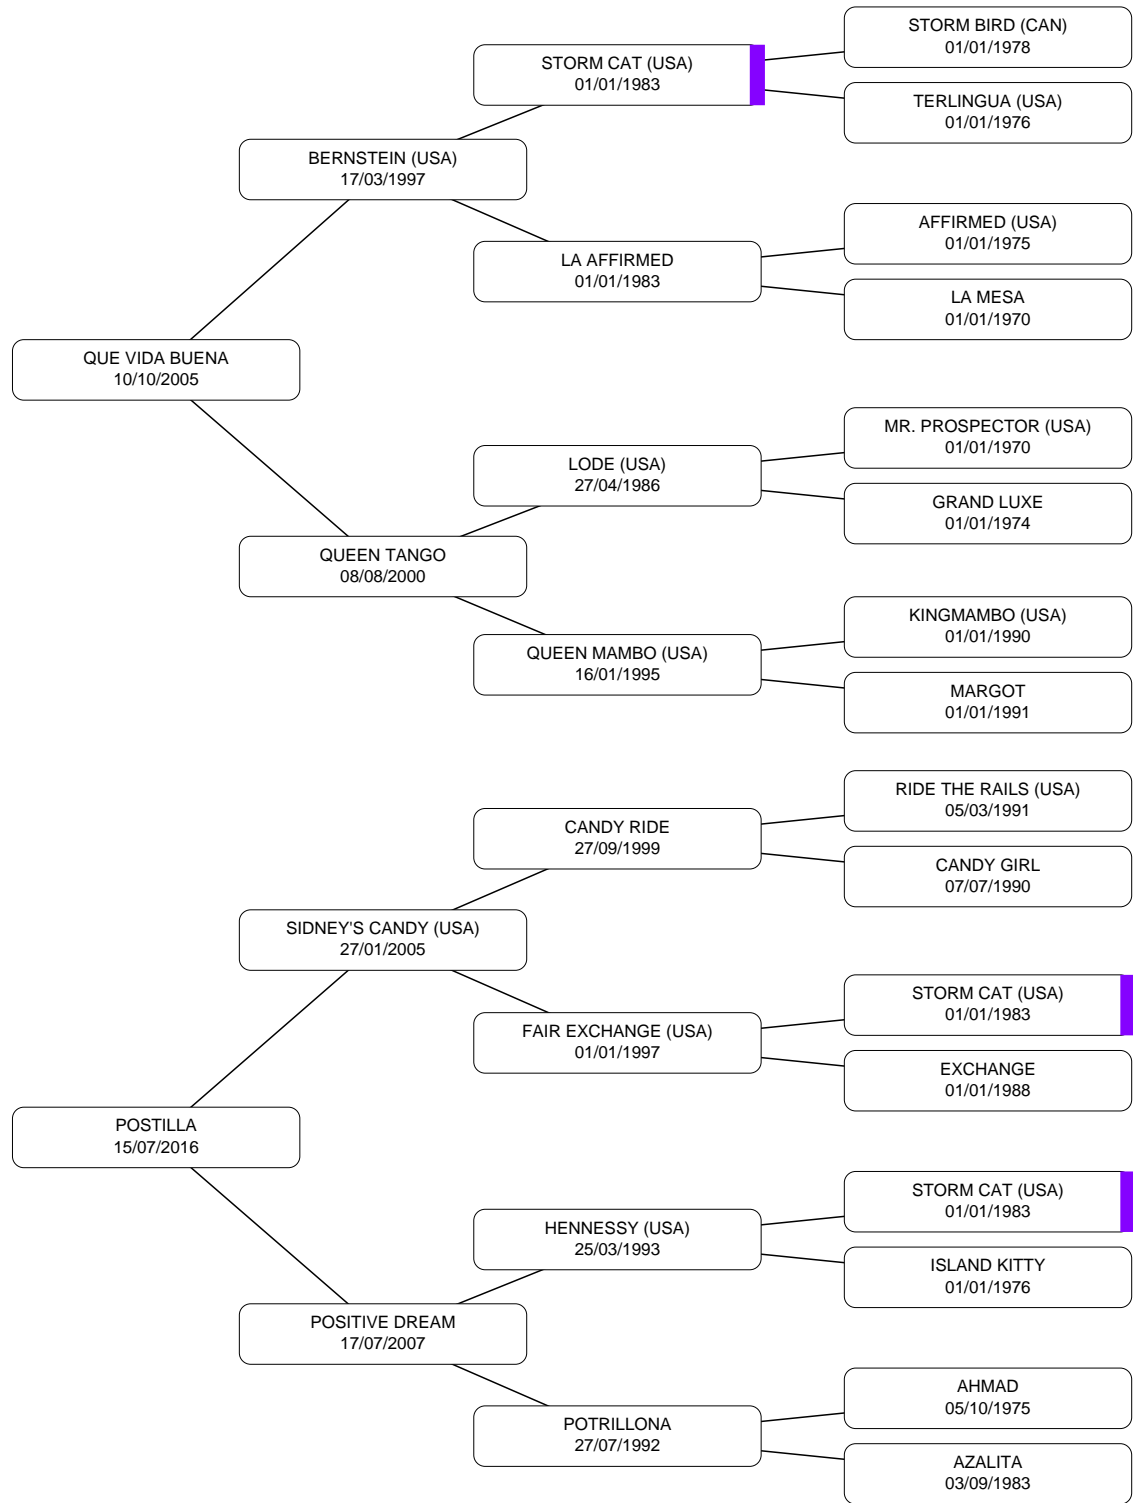 STORM BIRD (CAN)
01/01/1978
STORM CAT (USA)
01/01/1983
TERLINGUA (USA)
01/01/1976
BERNSTEIN (USA)
17/03/1997
AFFIRMED (USA)
01/01/1975
LA AFFIRMED
01/01/1983
LA MESA
01/01/1970
QUE VIDA BUENA
10/10/2005
MR. PROSPECTOR (USA)
01/01/1970
LODE (USA)
27/04/1986
GRAND LUXE
01/01/1974
QUEEN TANGO
08/08/2000
KINGMAMBO (USA)
01/01/1990
QUEEN MAMBO (USA)
16/01/1995
MARGOT
01/01/1991
RIDE THE RAILS (USA)
05/03/1991
CANDY RIDE
27/09/1999
CANDY GIRL
07/07/1990
SIDNEY'S CANDY (USA)
27/01/2005
STORM CAT (USA)
01/01/1983
FAIR EXCHANGE (USA)
01/01/1997
EXCHANGE
01/01/1988
POSTILLA
15/07/2016
STORM CAT (USA)
01/01/1983
HENNESSY (USA)
25/03/1993
ISLAND KITTY
01/01/1976
POSITIVE DREAM
17/07/2007
AHMAD
05/10/1975
POTRILLONA
27/07/1992
AZALITA
03/09/1983